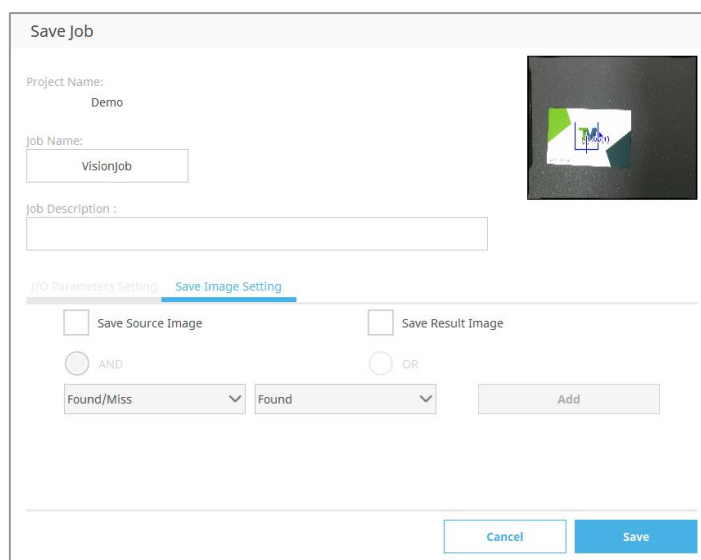 Save Job
Project Name:
Demo
Job Name:
VisionJob
Job Description :
I/O Parameters Setting Save Image Setting
Save Source Image Save Result Image
AND OR
Found/Miss Found Add
Cancel Save